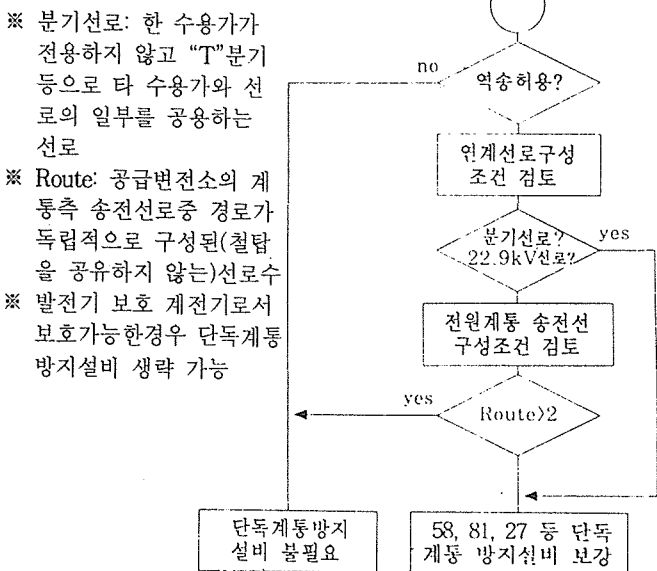 ※ 분기선로: 한 수용가가
전용하지 않고 “T”분기
등으로 타 수용가와 선
로의 일부를 공용하는
선로
※ Route: 공급변전소의 계
통측 송전선로중 경로가
독립적으로 구성된(철탑
을 공유하지 않는)선로수
※ 발전기 보호 계전기로서
보호가능한경우 단독계통
방지설비 생략 가능
no
역송허용?
연계선로구성
조건 검토
분기선로?
22.9kV선로?
yes
전원계통 송전선
구성조건 검토
yes
Route>2
단독계통방지
설비 불필요
58, 81, 27 등 단독
계통 방지설비 보강